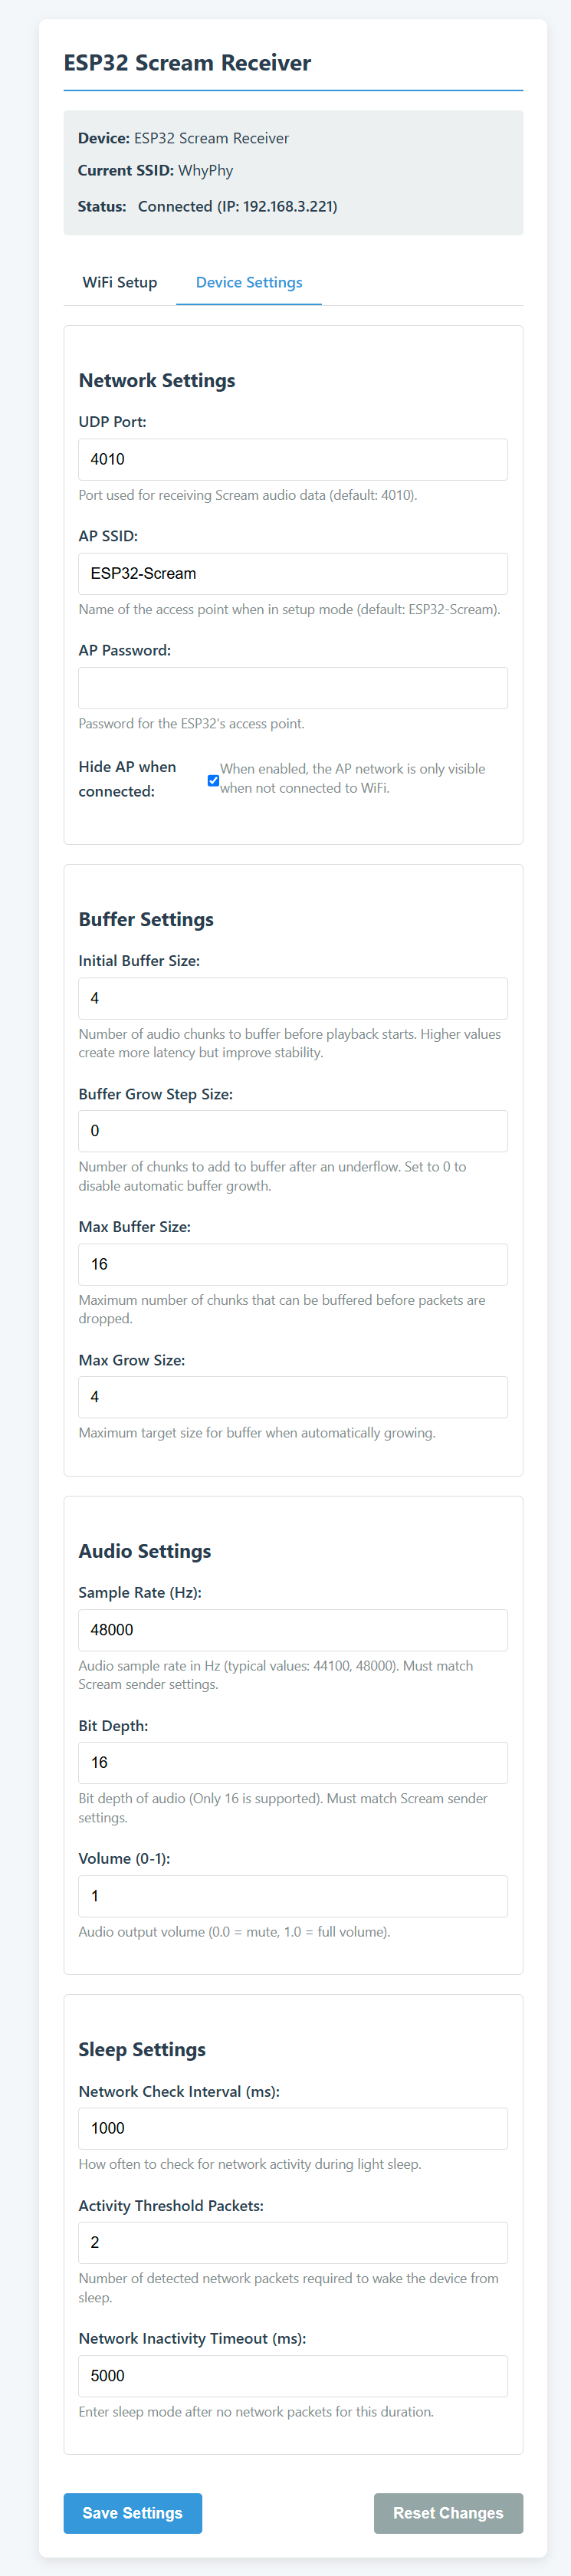 ESP32 Scream Receiver
Device: ESP32 Scream Receiver
Current SSID: WhyPhy
Status: Connected (IP: 192.168.3.221)
WiFi Setup Device Settings
Network Settings
UDP Port:
4010
Port used for receiving Scream audio data (default: 4010).
AP SSID:
ESP32-Scream
Name of the access point when in setup mode (default: ESP32-Scream).
AP Password:
Password for the ESP32's access point.
Hide AP when
connected:
When enabled, the AP network is only visible
when not connected to WiFi.
Buffer Settings
Initial Buffer Size:
4
Number of audio chunks to buffer before playback starts. Higher values
create more latency but improve stability.
Buffer Grow Step Size:
0
Number of chunks to add to buffer after an underflow. Set to 0 to
disable automatic buffer growth.
Max Buffer Size:
16
Maximum number of chunks that can be buffered before packets are
dropped.
Max Grow Size:
4
Maximum target size for buffer when automatically growing.
Audio Settings
Sample Rate (Hz):
48000
Audio sample rate in Hz (typical values: 44100, 48000). Must match
Scream sender settings.
Bit Depth:
16
Bit depth of audio (Only 16 is supported). Must match Scream sender
settings.
Volume (0-1):
1
Audio output volume (0.0 = mute, 1.0 = full volume).
Sleep Settings
Network Check Interval (ms):
1000
How often to check for network activity during light sleep.
Activity Threshold Packets:
2
Number of detected network packets required to wake the device from
sleep.
Network Inactivity Timeout (ms):
5000
Enter sleep mode after no network packets for this duration.
Save Settings Reset Changes